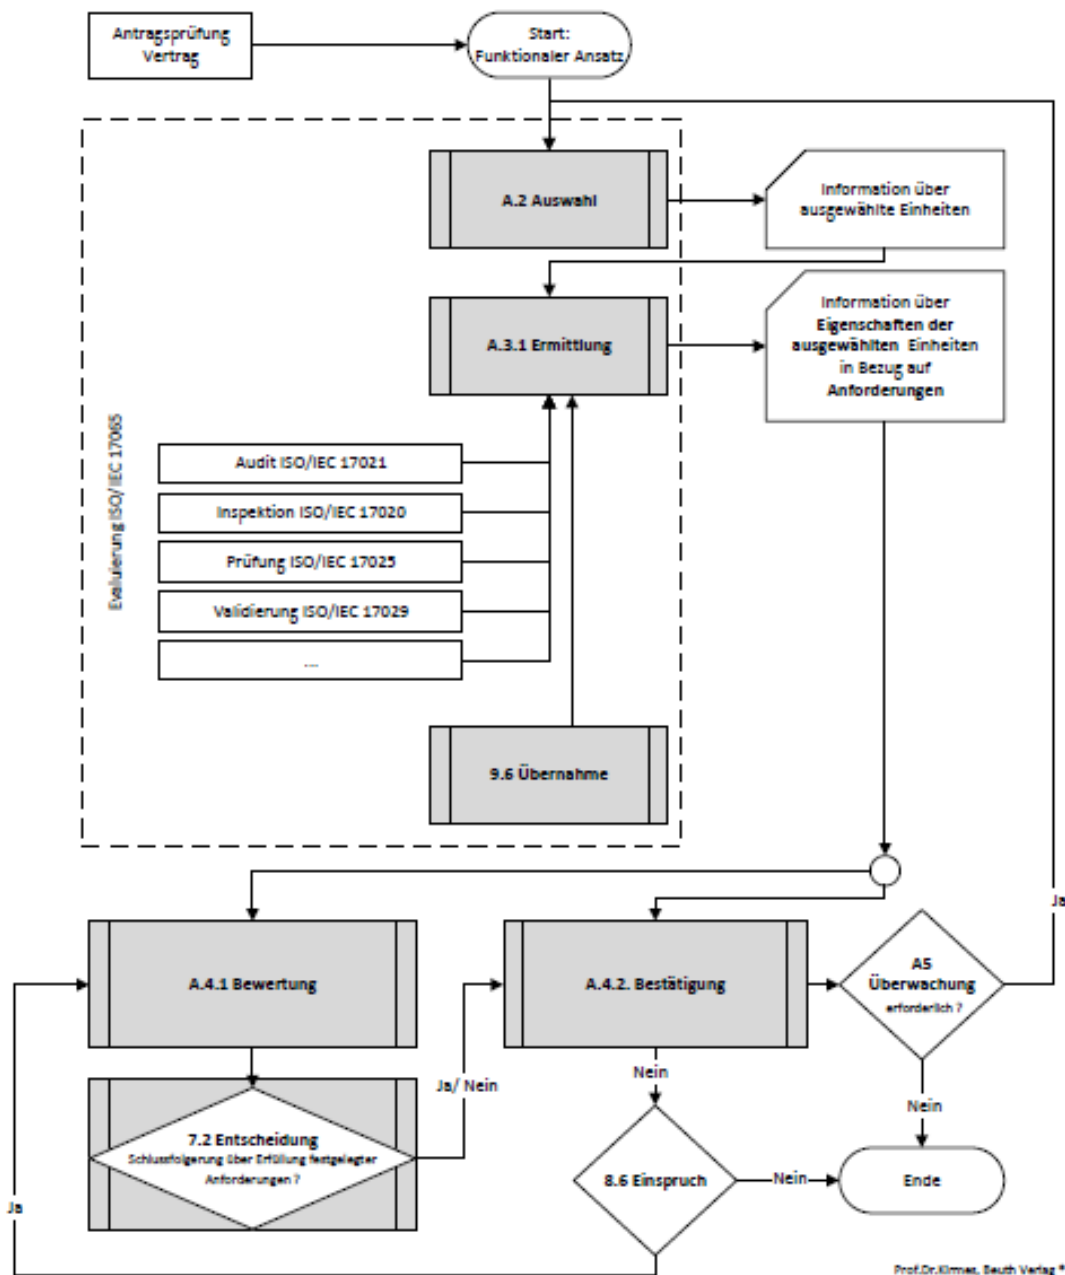 Antragsprüfung
Vertrag
Start:
Funktionaler Ansatz
A.2 Auswahl
Information über
ausgewählte Einheiten
A.3.1 Ermittlung
Information über
Eigenschaften der
ausgewählten Einheiten
in Bezug auf
Anforderungen
Evaluierung ISO/IEC 17065
Audit ISO/IEC 17021
Inspektion ISO/IEC 17020
Prüfung ISO/IEC 17025
Validierung ISO/IEC 17029
....
9.6 Übernahme
Ja
A.4.1 Bewertung
A.4.2. Bestätigung
A5
Überwachung
erforderlich ?
Ja/ Nein
Nein
Nein
7.2 Entscheidung
Schlussfolgerung über Erfüllung festgelegter
Anforderungen ?
8.6 Einspruch
Nein
Ende
Ja
Prof.Dr.Kirmes, Beuth Verlag *